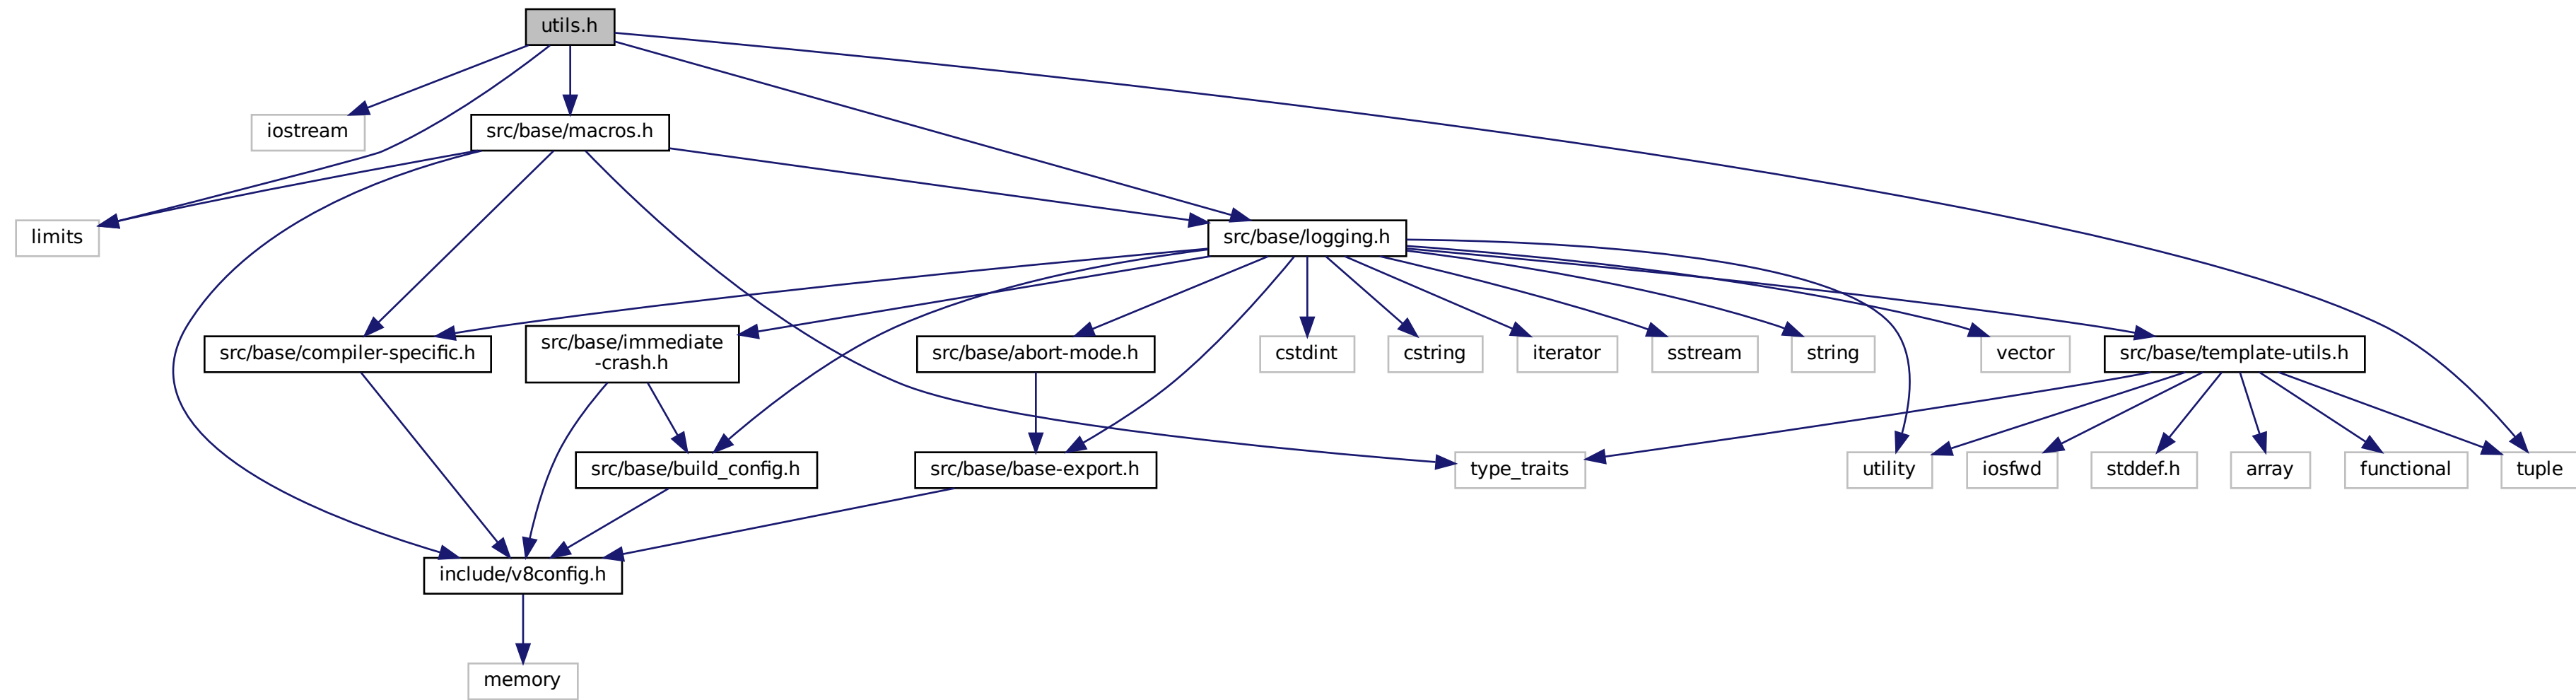 utils.h
iostream
src/base/macros.h
limits
src/base/logging.h
src/base/compiler-specific.h
src/base/immediate
-crash.h
src/base/abort-mode.h
cstdint
cstring
iterator
sstream
string
vector
src/base/template-utils.h
src/base/build_config.h
src/base/base-export.h
type_traits
utility
iosfwd
stddef.h
array
functional
tuple
include/v8config.h
memory